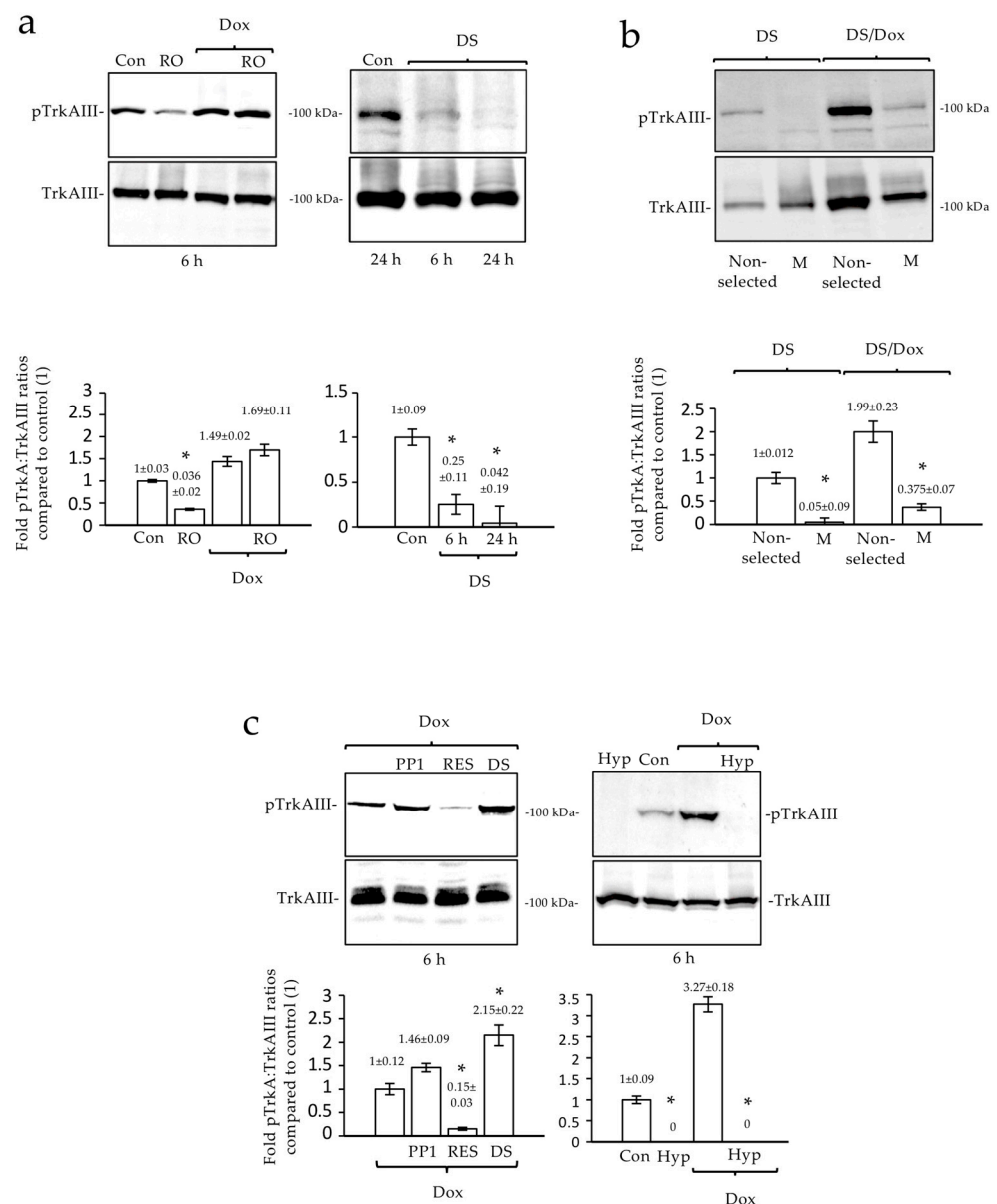 a
Dox
Con RO RO
pTrkAIII-
TrkAIII-
6 h
-100 kDa-
-100 kDa-
DS
Con
24 h 6 h 24 h
b
DS DS/Dox
pTrkAIII-
-100 kDa
TrkAIII-
-100 kDa
Non-
selected
M
Non-
selected
M
Fold pTrkA:TrkAIII ratios
compared to control (1)
3
2.5
2
1.5
1
0.5
0
1±0.03
*
0.036
±0.02
1.49±0.02
1.69±0.11
Con RO RO
Dox
1.5
1
0.5
0
1±0.09
*
0.25
±0.11
*
0.042
±0.19
Con 6 h 24 h
DS
Fold pTrkA:TrkAIII ratios
compared to control (1)
DS DS/Dox
2.5
2
1.5
1
0.5
0
1±0.012
*
0.05±0.09
1.99±0.23
*
0.375±0.07
Non-
selected
M
Non-
selected
M
c
Dox
PP1 RES DS
pTrkAIII-
TrkAIII-
6 h
-100 kDa-
-100 kDa-
Dox
Hyp Con Hyp
-pTrkAIII
-TrkAIII
6 h
Fold pTrkA:TrkAIII ratios
compared to control (1)
3
2.5
2
1.5
1
0.5
0
1±0.12
1.46±0.09
*
0.15±
0.03
*
2.15±0.22
PP1 RES DS
Dox
3.5
3
2.5
2
1.5
1
0.5
0
1±0.09
*
0
3.27±0.18
*
0
Con Hyp Hyp
Dox